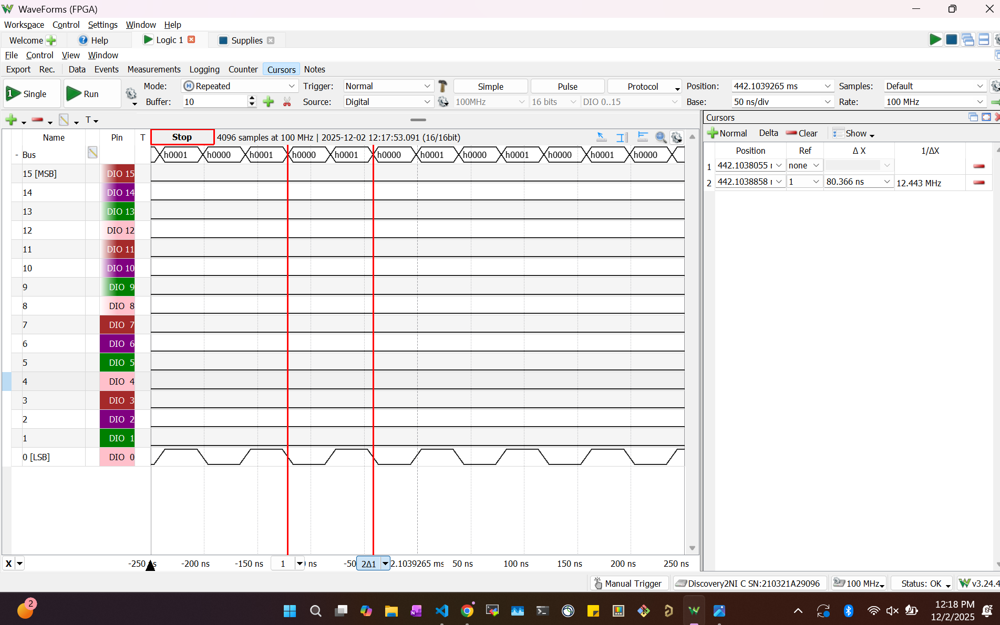 WaveForms (FPGA)
Workspace Control Settings Window Help
Welcome Help Logic 1 Supplies
File Control View Window
Export Rec. Data Events Measurements Logging Counter Cursors Notes
1 Single Run Mode: Repeated Trigger: Normal Simple Pulse Protocol Position: 442.1039265 ms Samples: Default
Buffer: 10 Source: Digital 100MHz 16 bits DIO 0..15 Base: 50 ns/div Rate: 100 MHz
T
Cursors
Normal Delta Clear Show
Name Pin T Stop 4096 samples at 100 MHz | 2025-12-02 12:17:53.091 (16/16bit)
Position Ref Δ X 1/ΔX
1 442.1038055 none
2 442.1038858 1 80.366 ns 12.443 MHz
- Bus h0001 h0000 h0001 h0000 h0001 h0000 h0001 h0000 h0001 h0000 h0001 h0000
15 [MSB] DIO 15
14 DIO 14
13 DIO 13
12 DIO 12
11 DIO 11
10 DIO 10
9 DIO 9
8 DIO 8
7 DIO 7
6 DIO 6
5 DIO 5
4 DIO 4
3 DIO 3
2 DIO 2
1 DIO 1
0 [LSB] DIO 0
X -250 ns -200 ns -150 ns 1 ns -50 2Δ1 2.1039265 ms 50 ns 100 ns 150 ns 200 ns 250 ns
Manual Trigger Discovery2NI C SN:210321A29096 100 MHz Status: OK v3.24.4
2
12:18 PM
12/2/2025